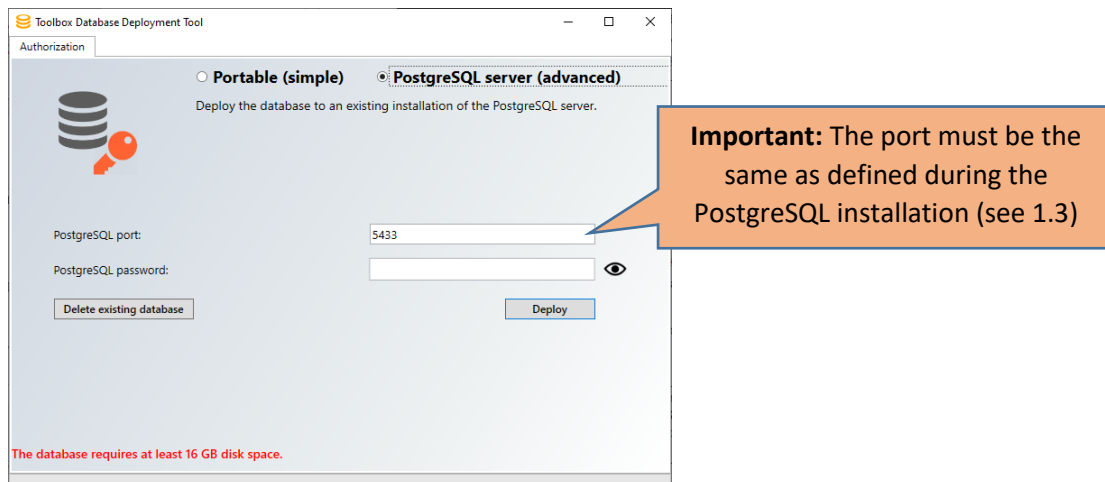 Toolbox Database Deployment Tool
Authorization
Portable (simple)
PostgreSQL server (advanced)
Deploy the database to an existing installation of the PostgreSQL server.
Important: The port must be the
same as defined during the
PostgreSQL installation (see 1.3)
PostgreSQL port:
5433
PostgreSQL password:
Delete existing database
Deploy
The database requires at least 16 GB disk space.